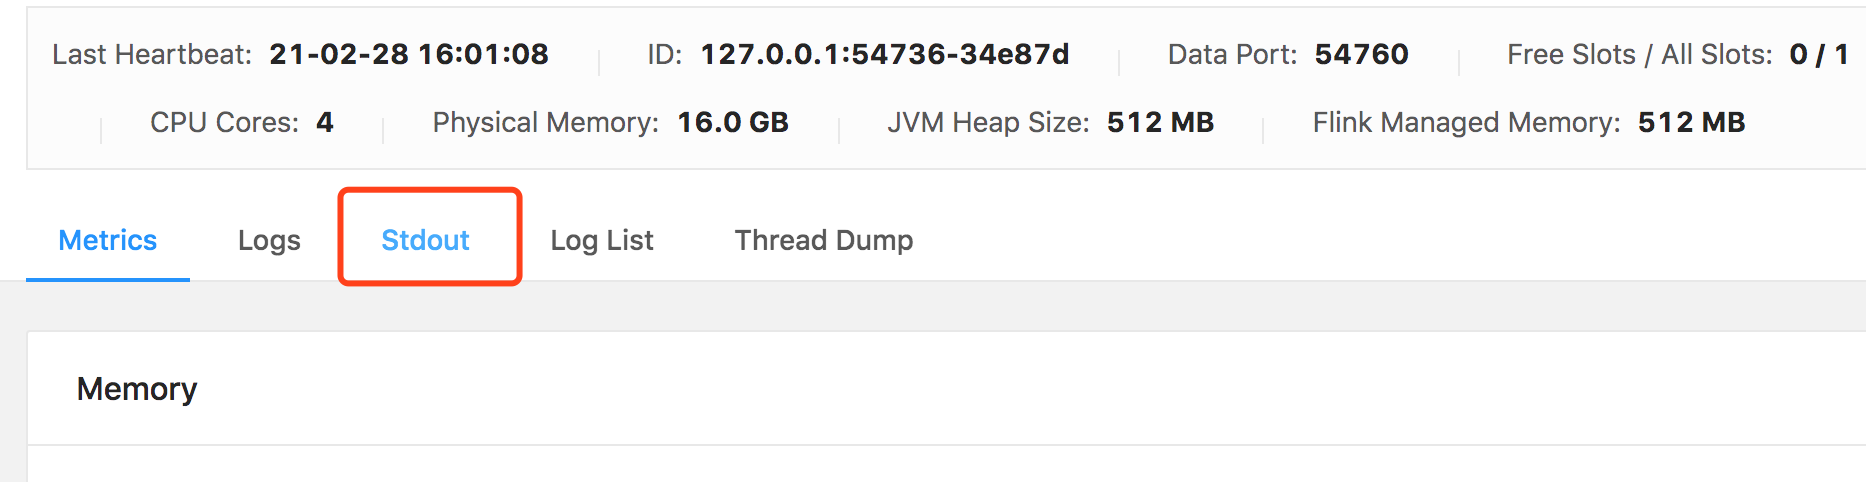 Last Heartbeat: 21-02-28 16:01:08 ID: 127.0.0.1:54736-34e87d Data Port: 54760 Free Slots / All Slots: 0 / 1
CPU Cores: 4 Physical Memory: 16.0 GB JVM Heap Size: 512 MB Flink Managed Memory: 512 MB
Metrics Logs Stdout Log List Thread Dump
Memory